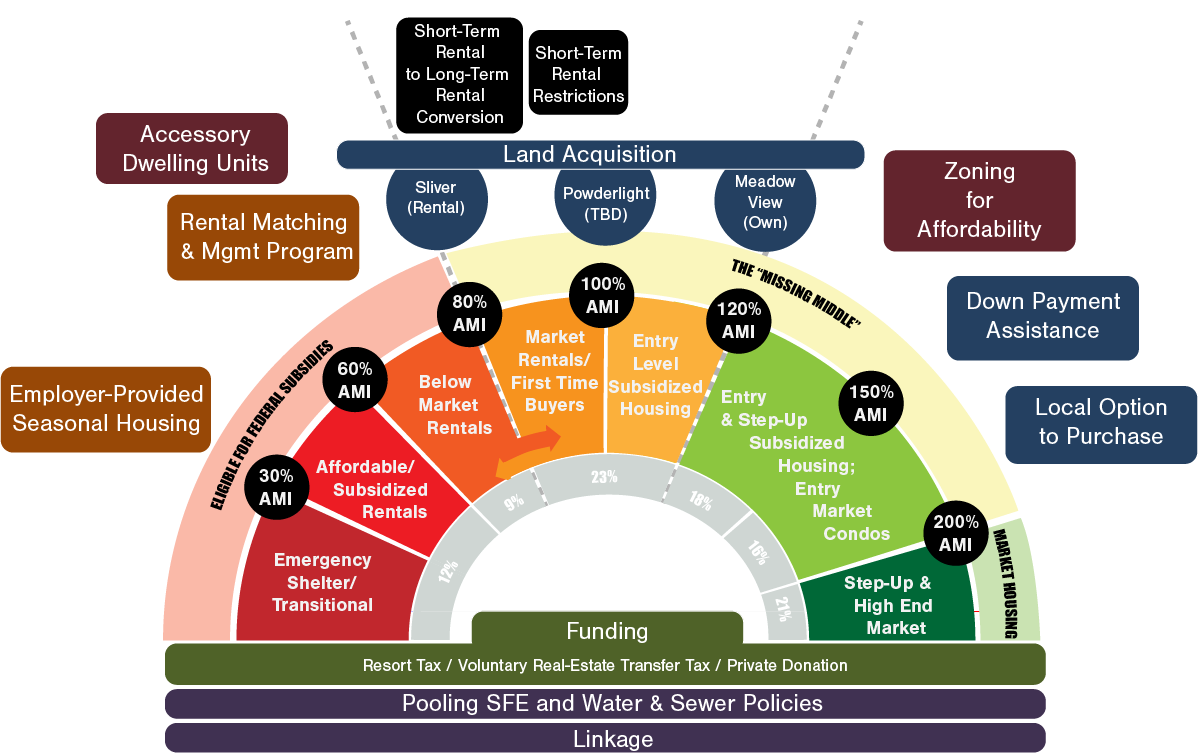 Short-Term
Rental
to Long-Term
Rental
Conversion
Short-Term
Rental
Restrictions
Accessory
Dwelling Units
Land Acquisition
Zoning
for
Affordability
Sliver
(Rental)
Powderlight
(TBD)
Meadow
View
(Own)
Rental Matching
& Mgmt Program
THE "MISSING MIDDLE"
Down Payment
Assistance
80%
AMI
100%
AMI
120%
AMI
ELIGIBLE FOR FEDERAL SUBSIDIES
60%
AMI
150%
AMI
Employer-Provided
Seasonal Housing
Local Option
to Purchase
Below
Market
Rentals
Market
Rentals/
First Time
Buyers
Entry
Level
Subsidized
Housing
Entry
& Step-Up
Subsidized
Housing;
Entry
Market
Condos
30%
AMI
Affordable/
Subsidized
Rentals
200%
AMI
Emergency
Shelter/
Transitional
12%
9%
23%
18%
16%
21%
Step-Up &
High End
Market
MARKET HOUSING
Funding
Resort Tax / Voluntary Real-Estate Transfer Tax / Private Donation
Pooling SFE and Water & Sewer Policies
Linkage